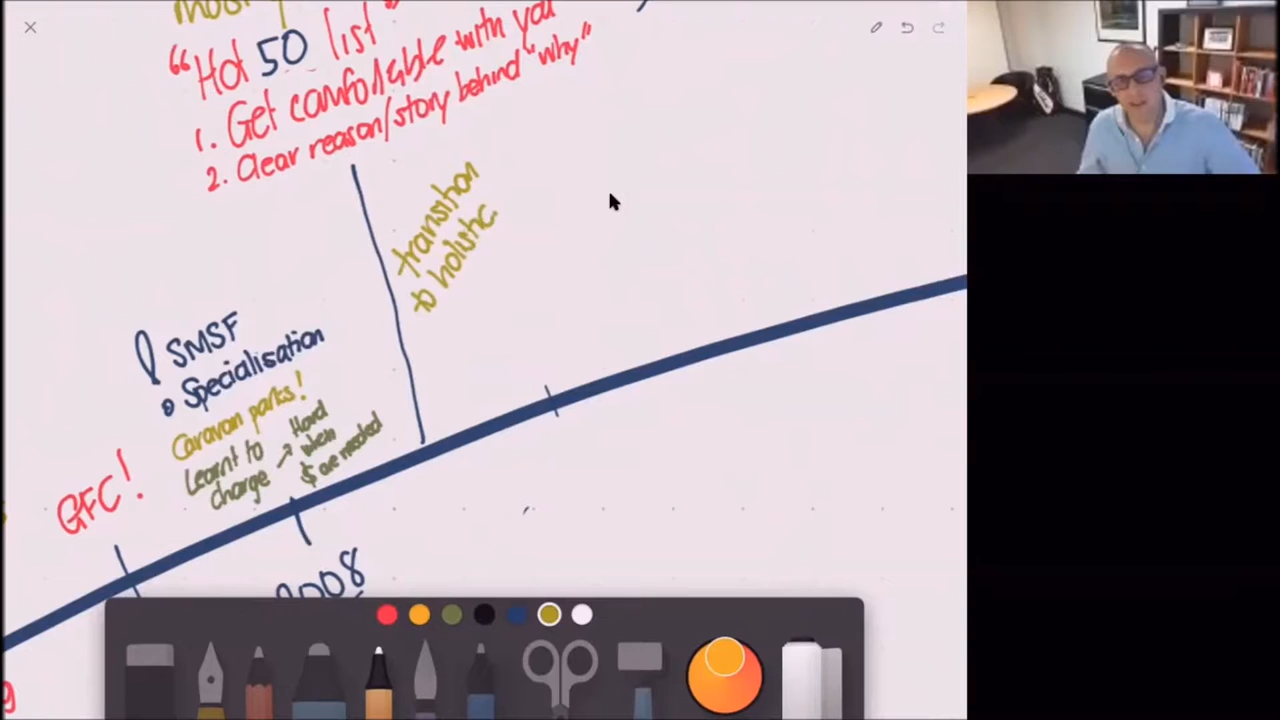 "Hot 50 list"
1. Get comfortable with you
2. Clear reason/story behind "why"
transition
to holistic
SMSF
Specialisation
Caravan parks!
Learnt to
charge
Hard
when
$ are needed
GFC!
2008